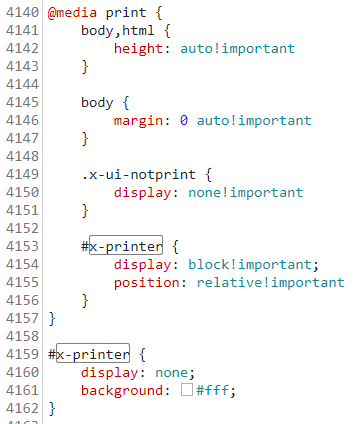 4140 @media print {
4141 body,html {
4142 height: auto!important
4143 }
4144
4145 body {
4146 margin: 0 auto!important
4147 }
4148
4149 .x-ui-notprint {
4150 display: none!important
4151 }
4152
4153 #x-printer {
4154 display: block!important;
4155 position: relative!important
4156 }
4157 }
4158
4159 #x-printer {
4160 display: none;
4161 background: #fff;
4162 }
4163